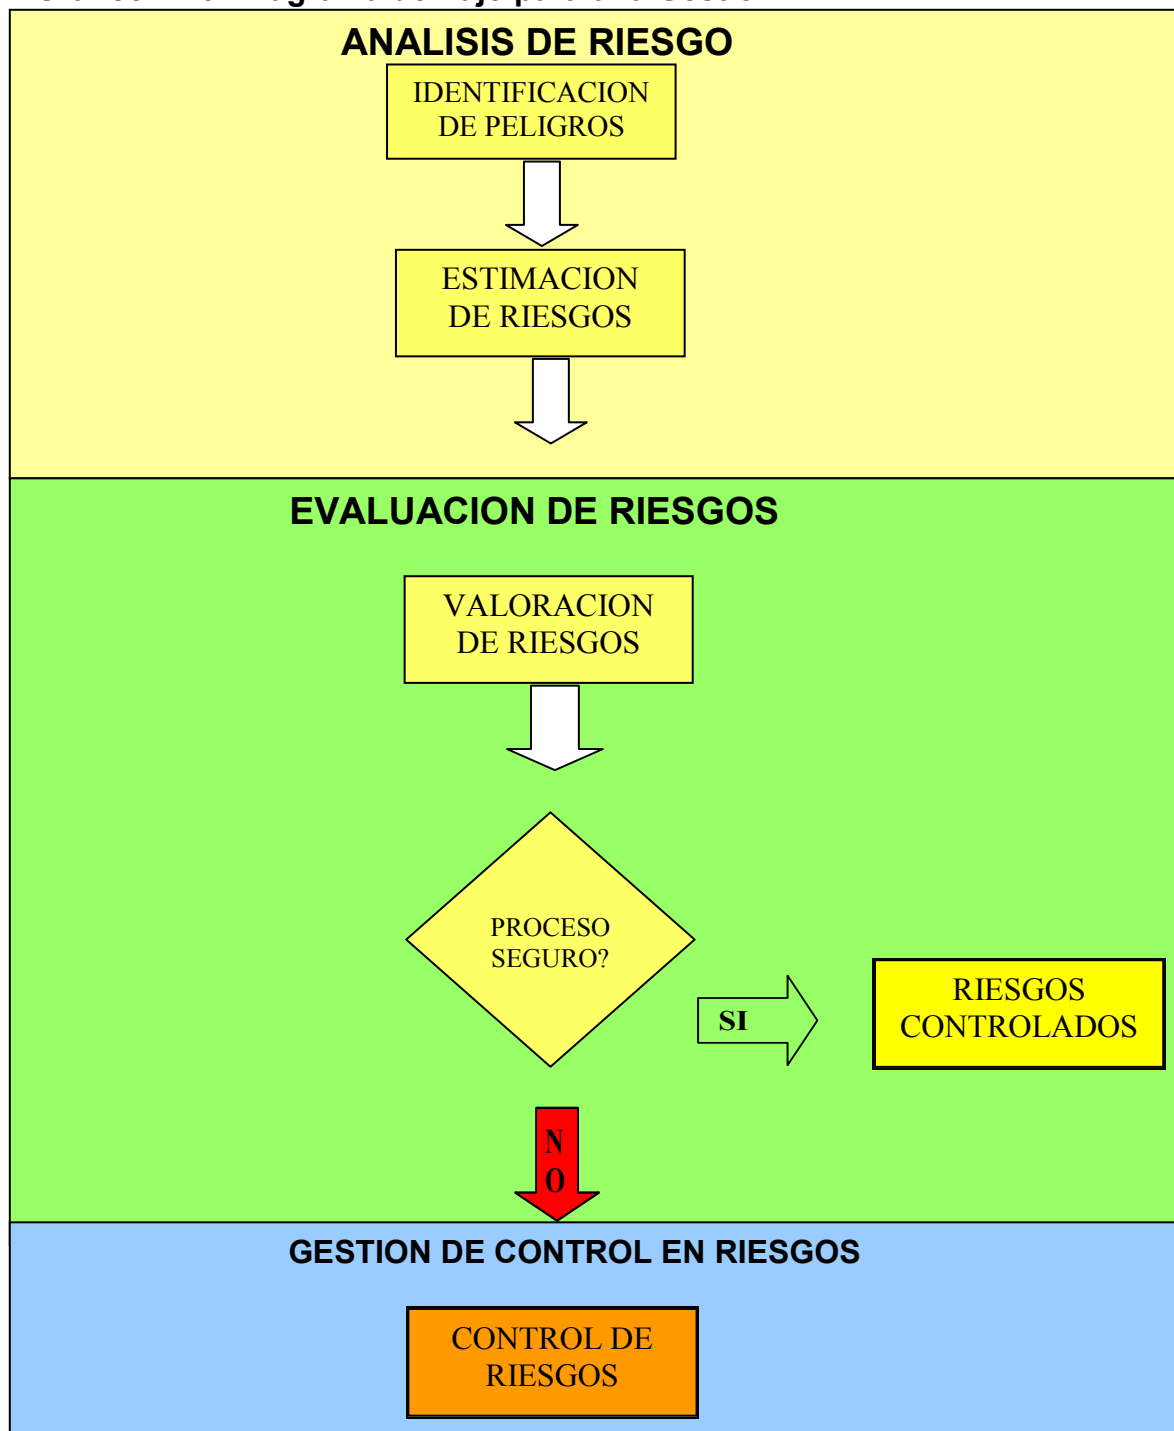 ANALISIS DE RIESGO
IDENTIFICACION
DE PELIGROS
ESTIMACION
DE RIESGOS
EVALUACION DE RIESGOS
VALORACION
DE RIESGOS
PROCESO
SEGURO?
SI
RIESGOS
CONTROLADOS
N
O
GESTION DE CONTROL EN RIESGOS
CONTROL DE
RIESGOS